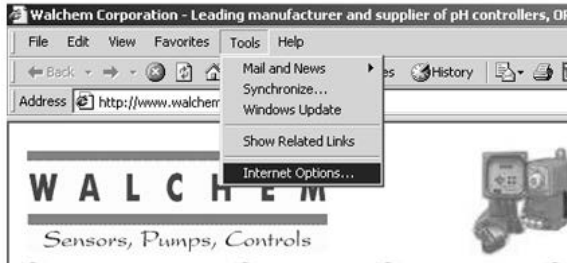 Walchem Corporation - Leading manufacturer and supplier of pH controllers,
File Edit View Favorites Tools Help
Back History
Mail and News
Synchronize...
Windows Update
Address http://www.walchem
Show Related Links
Internet Options...
WALCHEM
Sensors, Pumps, Controls